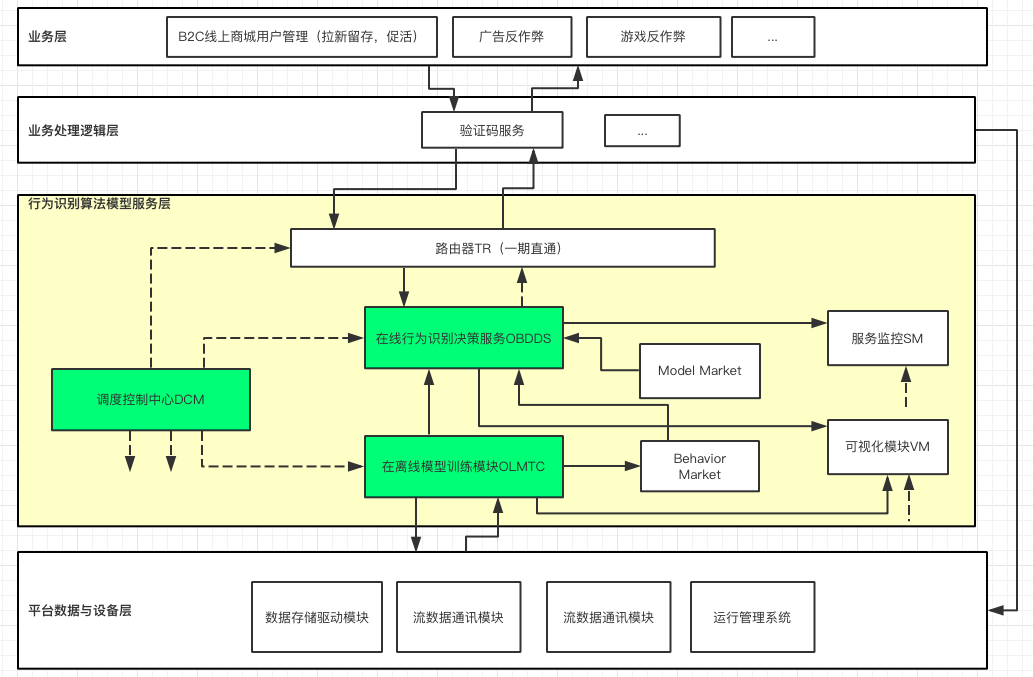 业务层
B2C线上商城用户管理（拉新留存，促活）
广告反作弊
游戏反作弊
...
业务处理逻辑层
验证码服务
...
行为识别算法模型服务层
路由器TR（一期直通）
在线行为识别决策服务OBDDS
服务监控SM
Model Market
调度控制中心DCM
可视化模块VM
在离线模型训练模块OLMTC
Behavior
Market
平台数据与设备层
数据存储驱动模块
流数据通讯模块
流数据通讯模块
运行管理系统